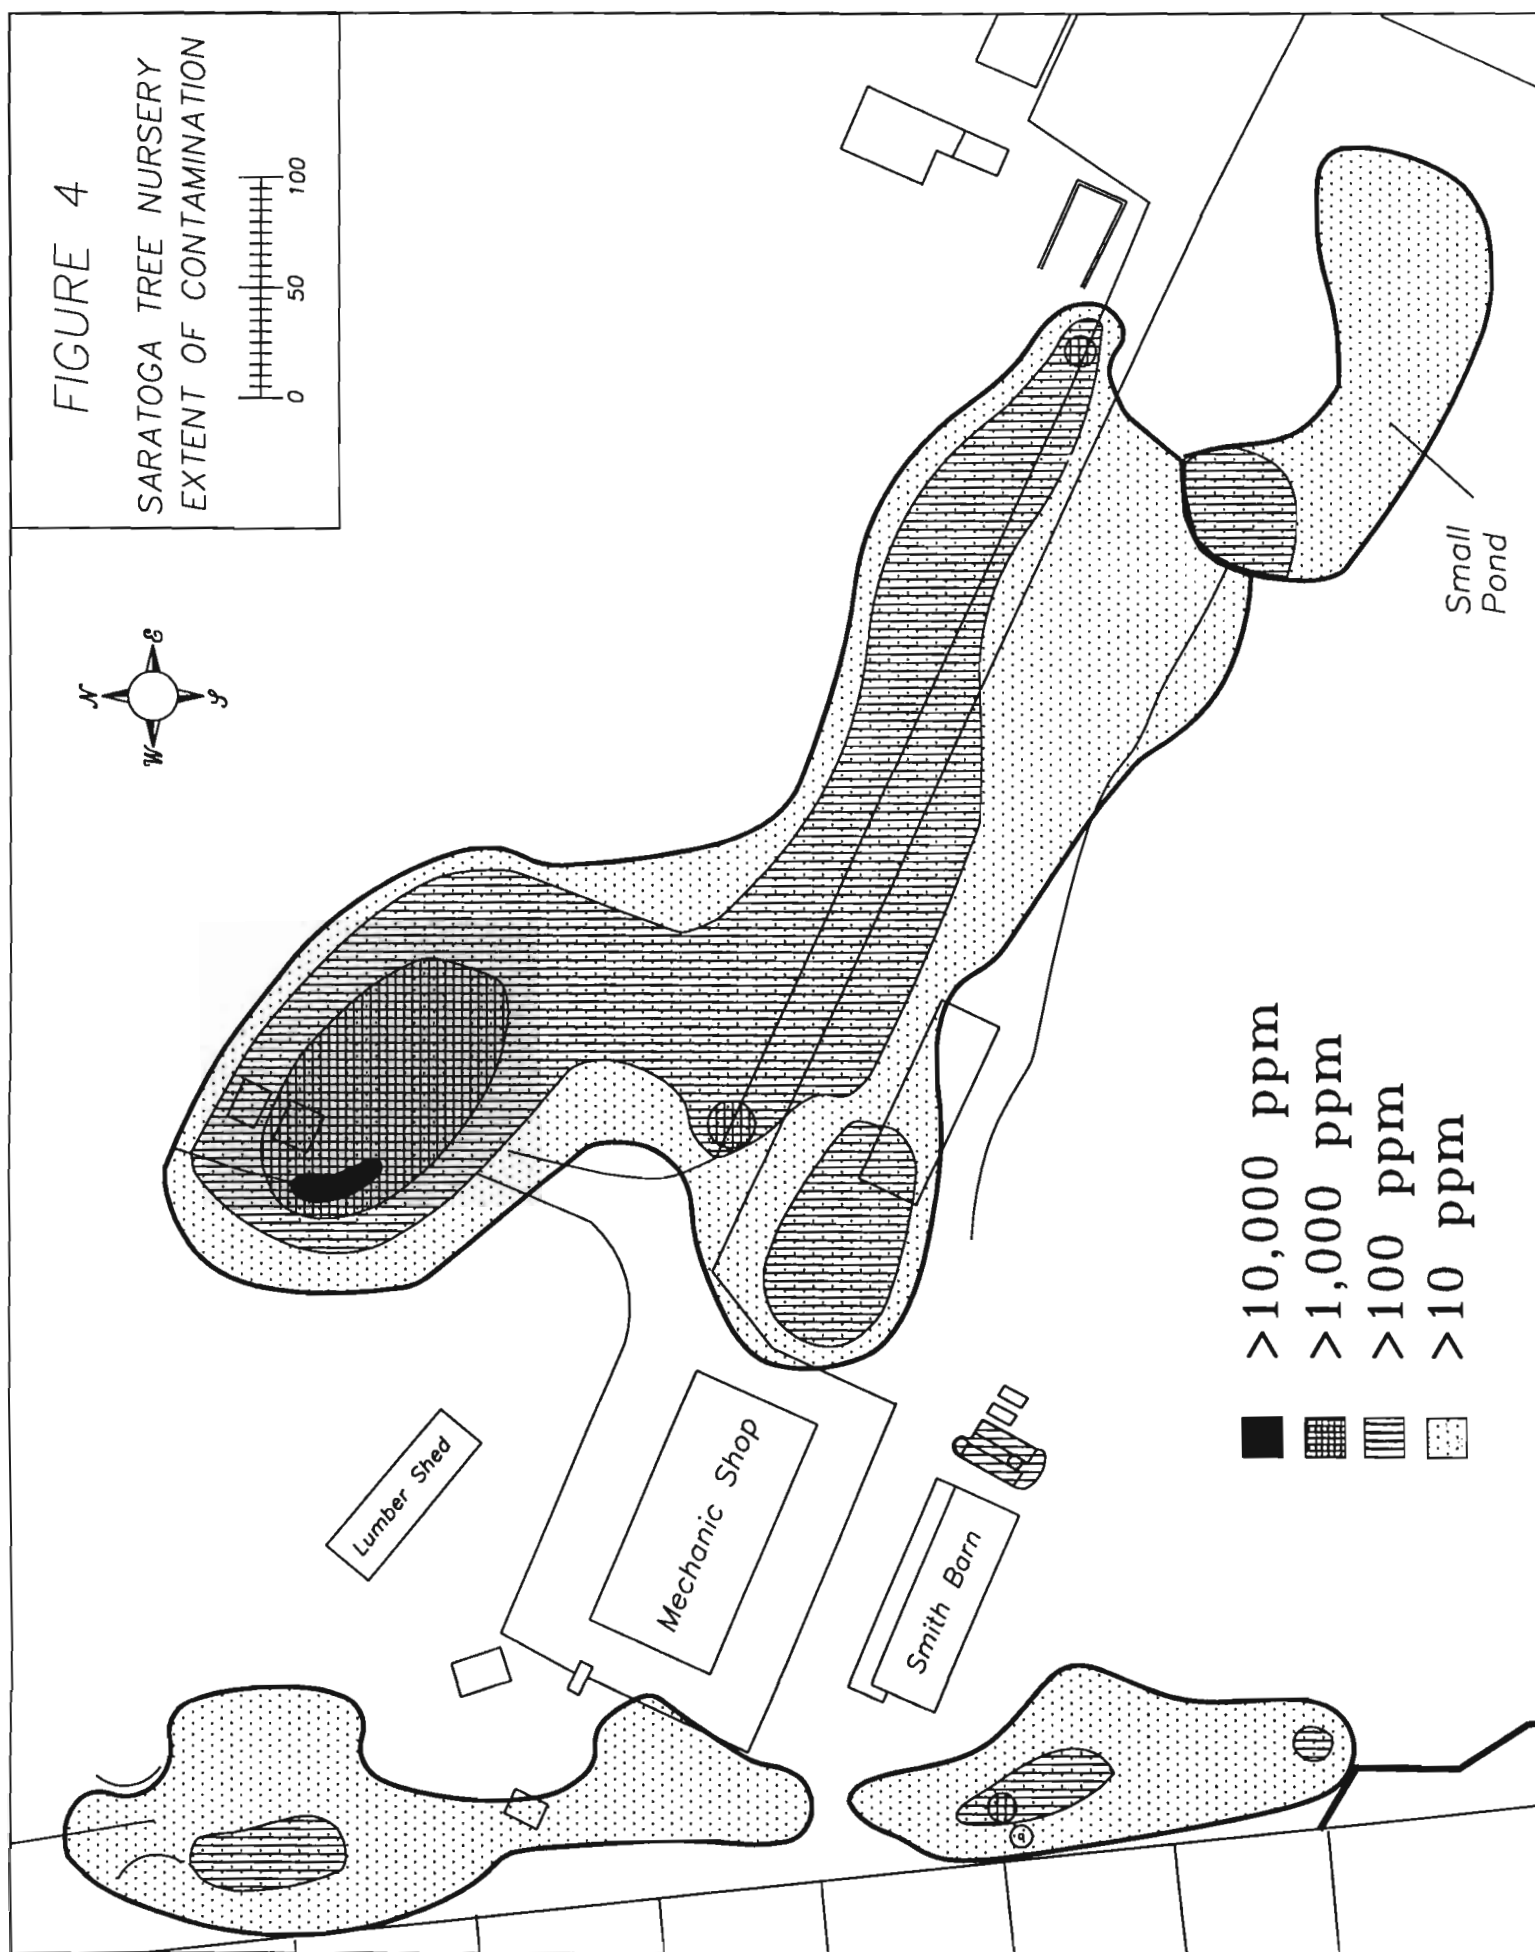 FIGURE 4
SARATOGA TREE NURSERY
EXTENT OF CONTAMINATION
0 50 100
N
W E
S
Small
Pond
Lumber Shed
Mechanic Shop
Smith Barn
>10,000 ppm
>1,000 ppm
>100 ppm
>10 ppm